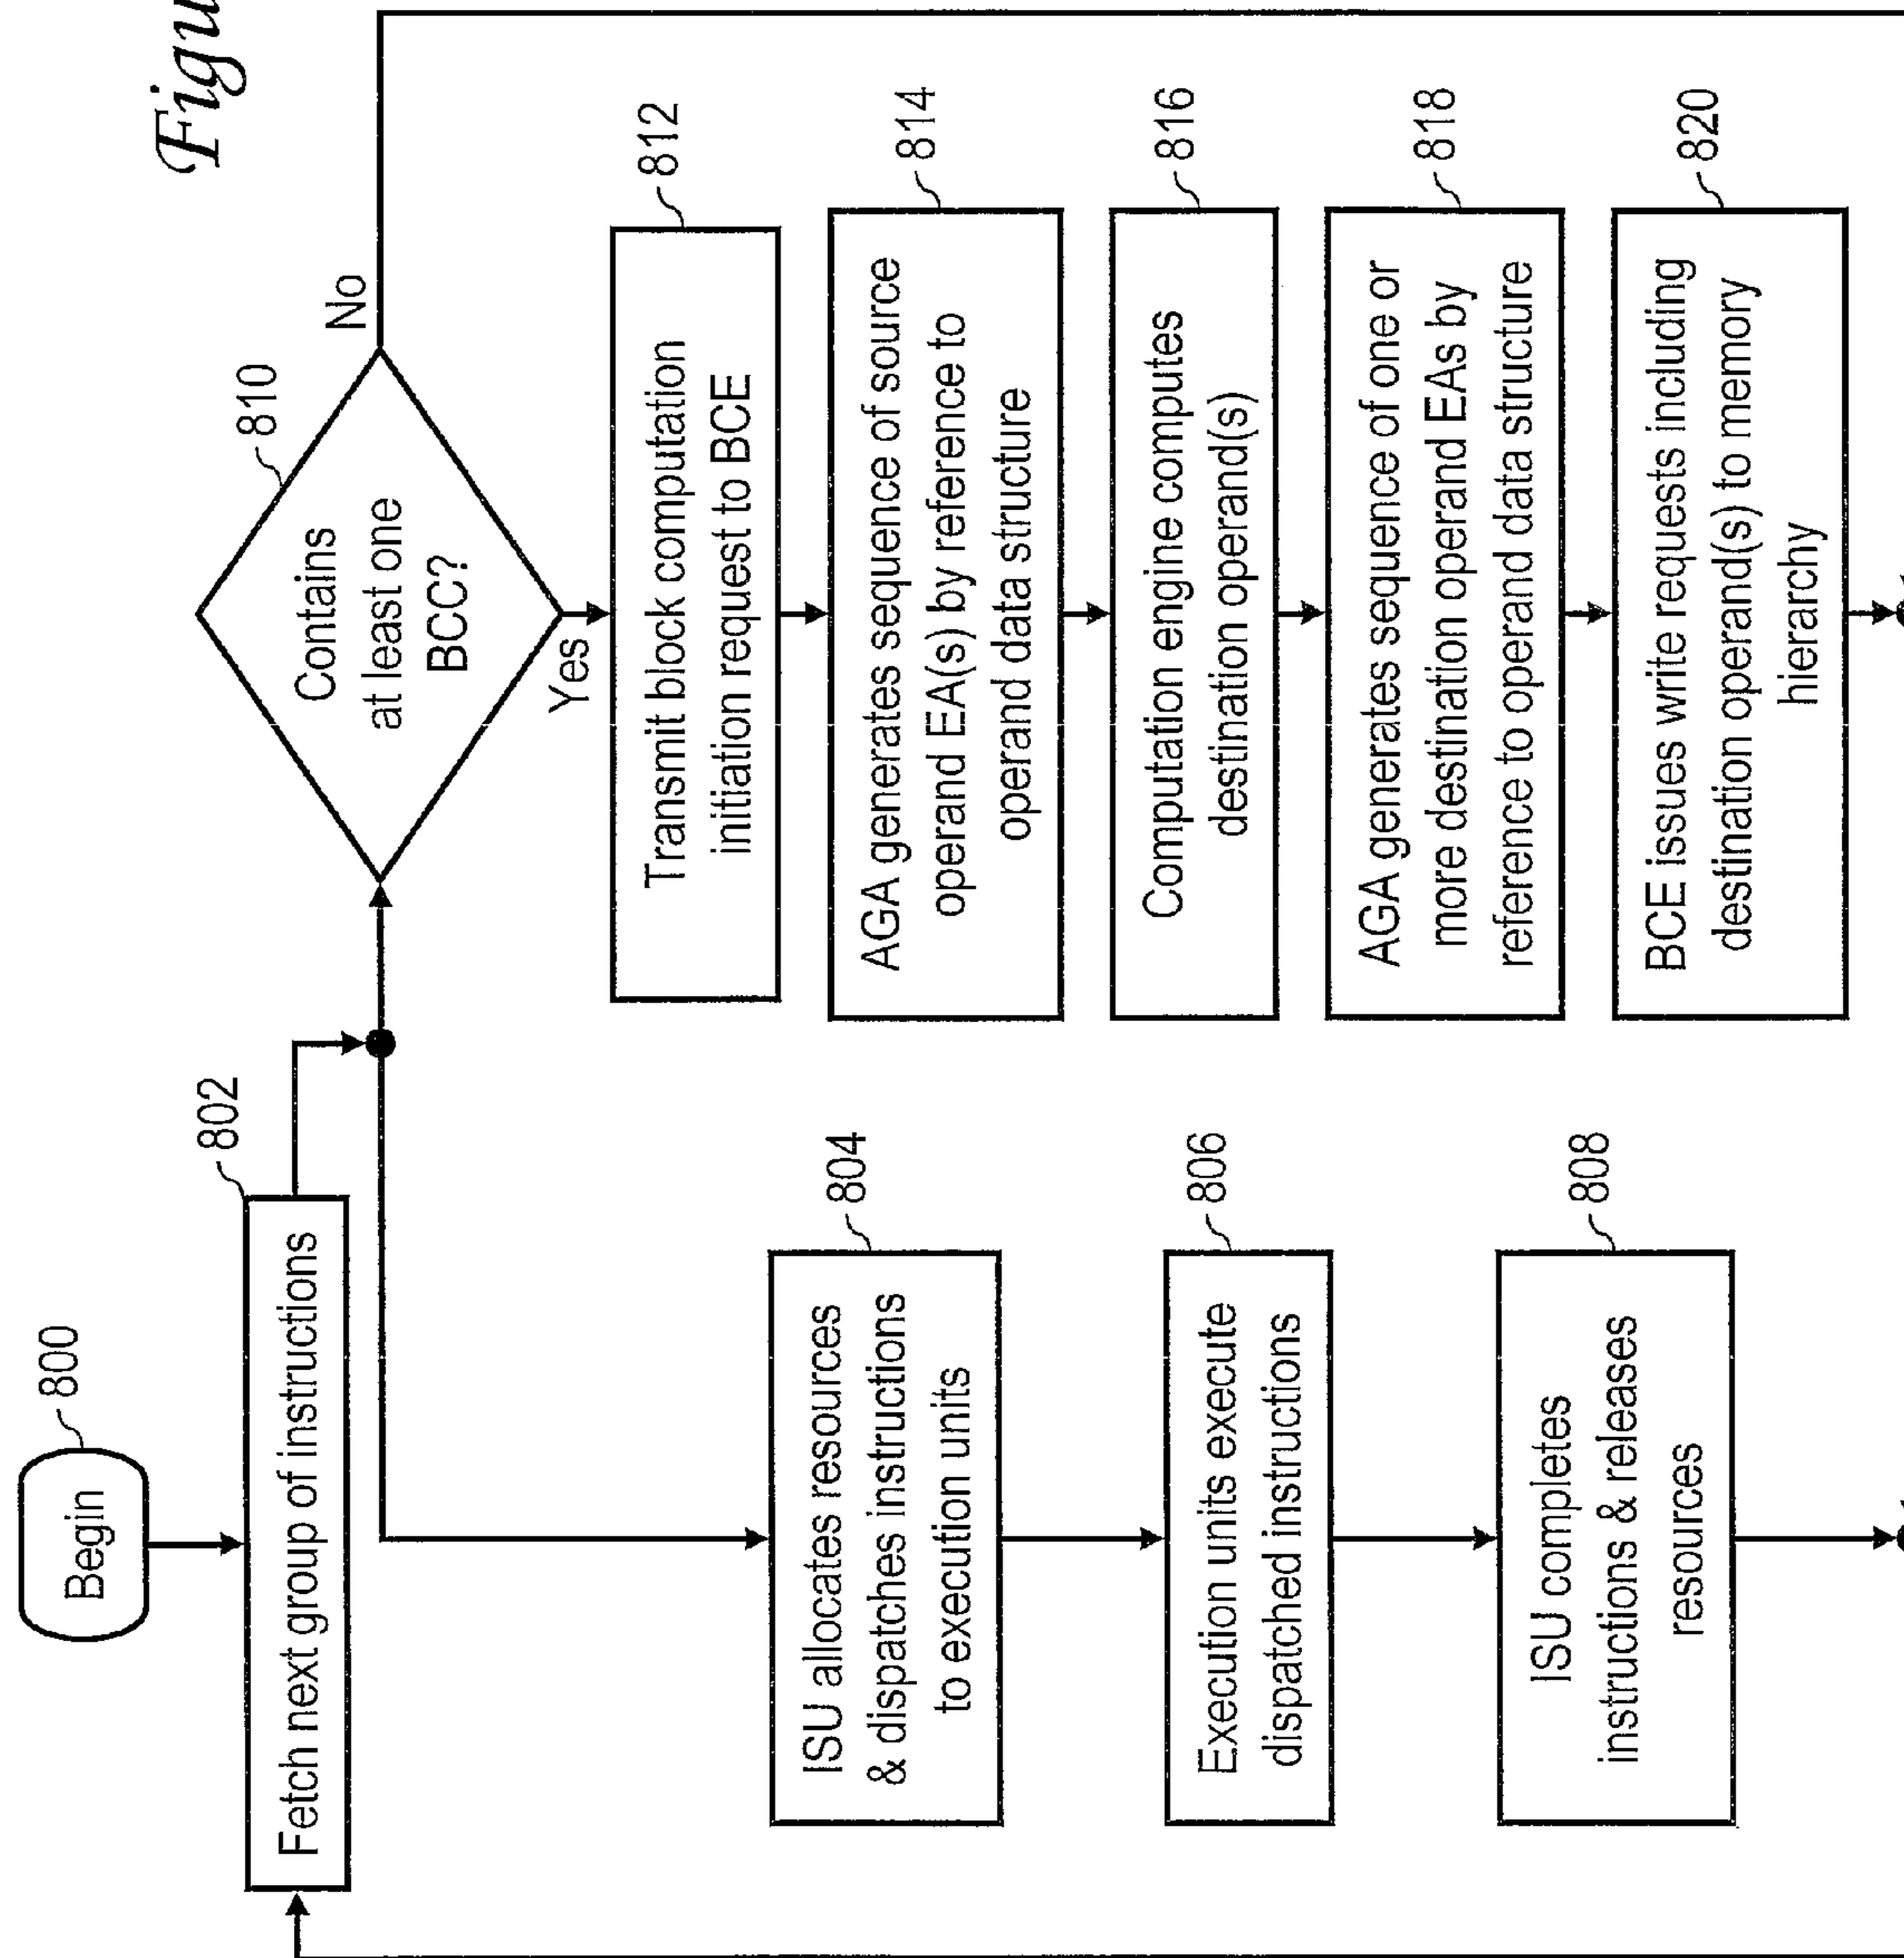 Figu
Begin
800
Fetch next group of instructions
802
Contains
at least one
BCC?
810
No
Yes
Transmit block computation
initiation request to BCE
812
AGA generates sequence of source
operand EA(s) by reference to
operand data structure
814
Computation engine computes
destination operand(s)
816
AGA generates sequence of one or
more destination operand EAs by
reference to operand data structure
818
BCE issues write requests including
destination operand(s) to memory
hierarchy
820
ISU allocates resources
& dispatches instructions
to execution units
804
Execution units execute
dispatched instructions
806
ISU completes
instructions & releases
resources
808